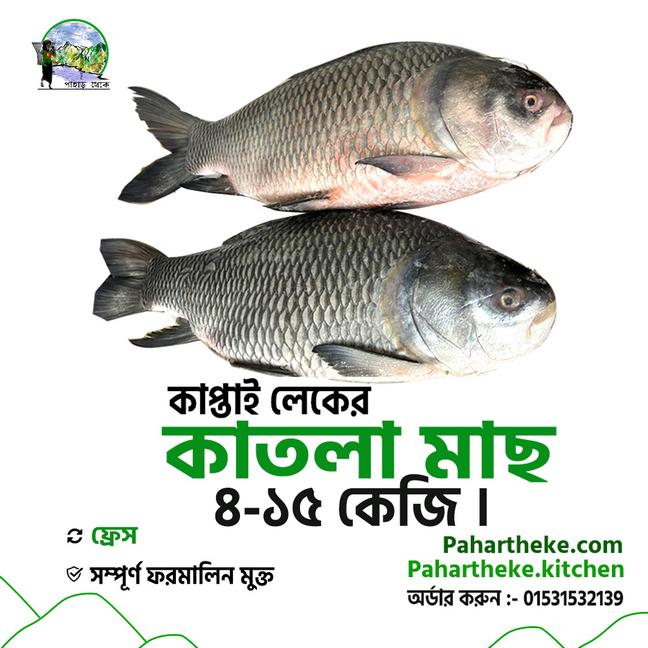 পাহাড় থেকে
কাপ্তাই লেকের
কাতলা মাছ
৪-১৫ কেজি ।
ফ্রেস
সম্পূর্ণ ফরমালিন মুক্ত
Pahartheke.com
Pahartheke.kitchen
অর্ডার করুন :- 01531532139